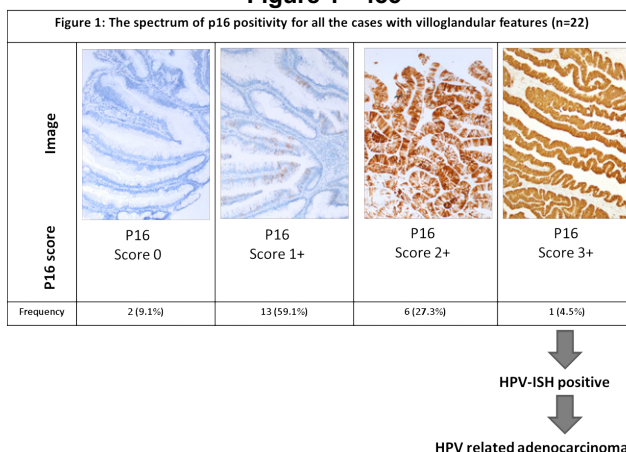 Figure 1: The spectrum of p16 positivity for all the cases with villoglandular features (n=22)
Image
P16 score
P16
Score 0
P16
Score 1+
P16
Score 2+
P16
Score 3+
Frequency
2 (9.1%)
13 (59.1%)
6 (27.3%)
1 (4.5%)
HPV-ISH positive
HPV related adenocarcinoma